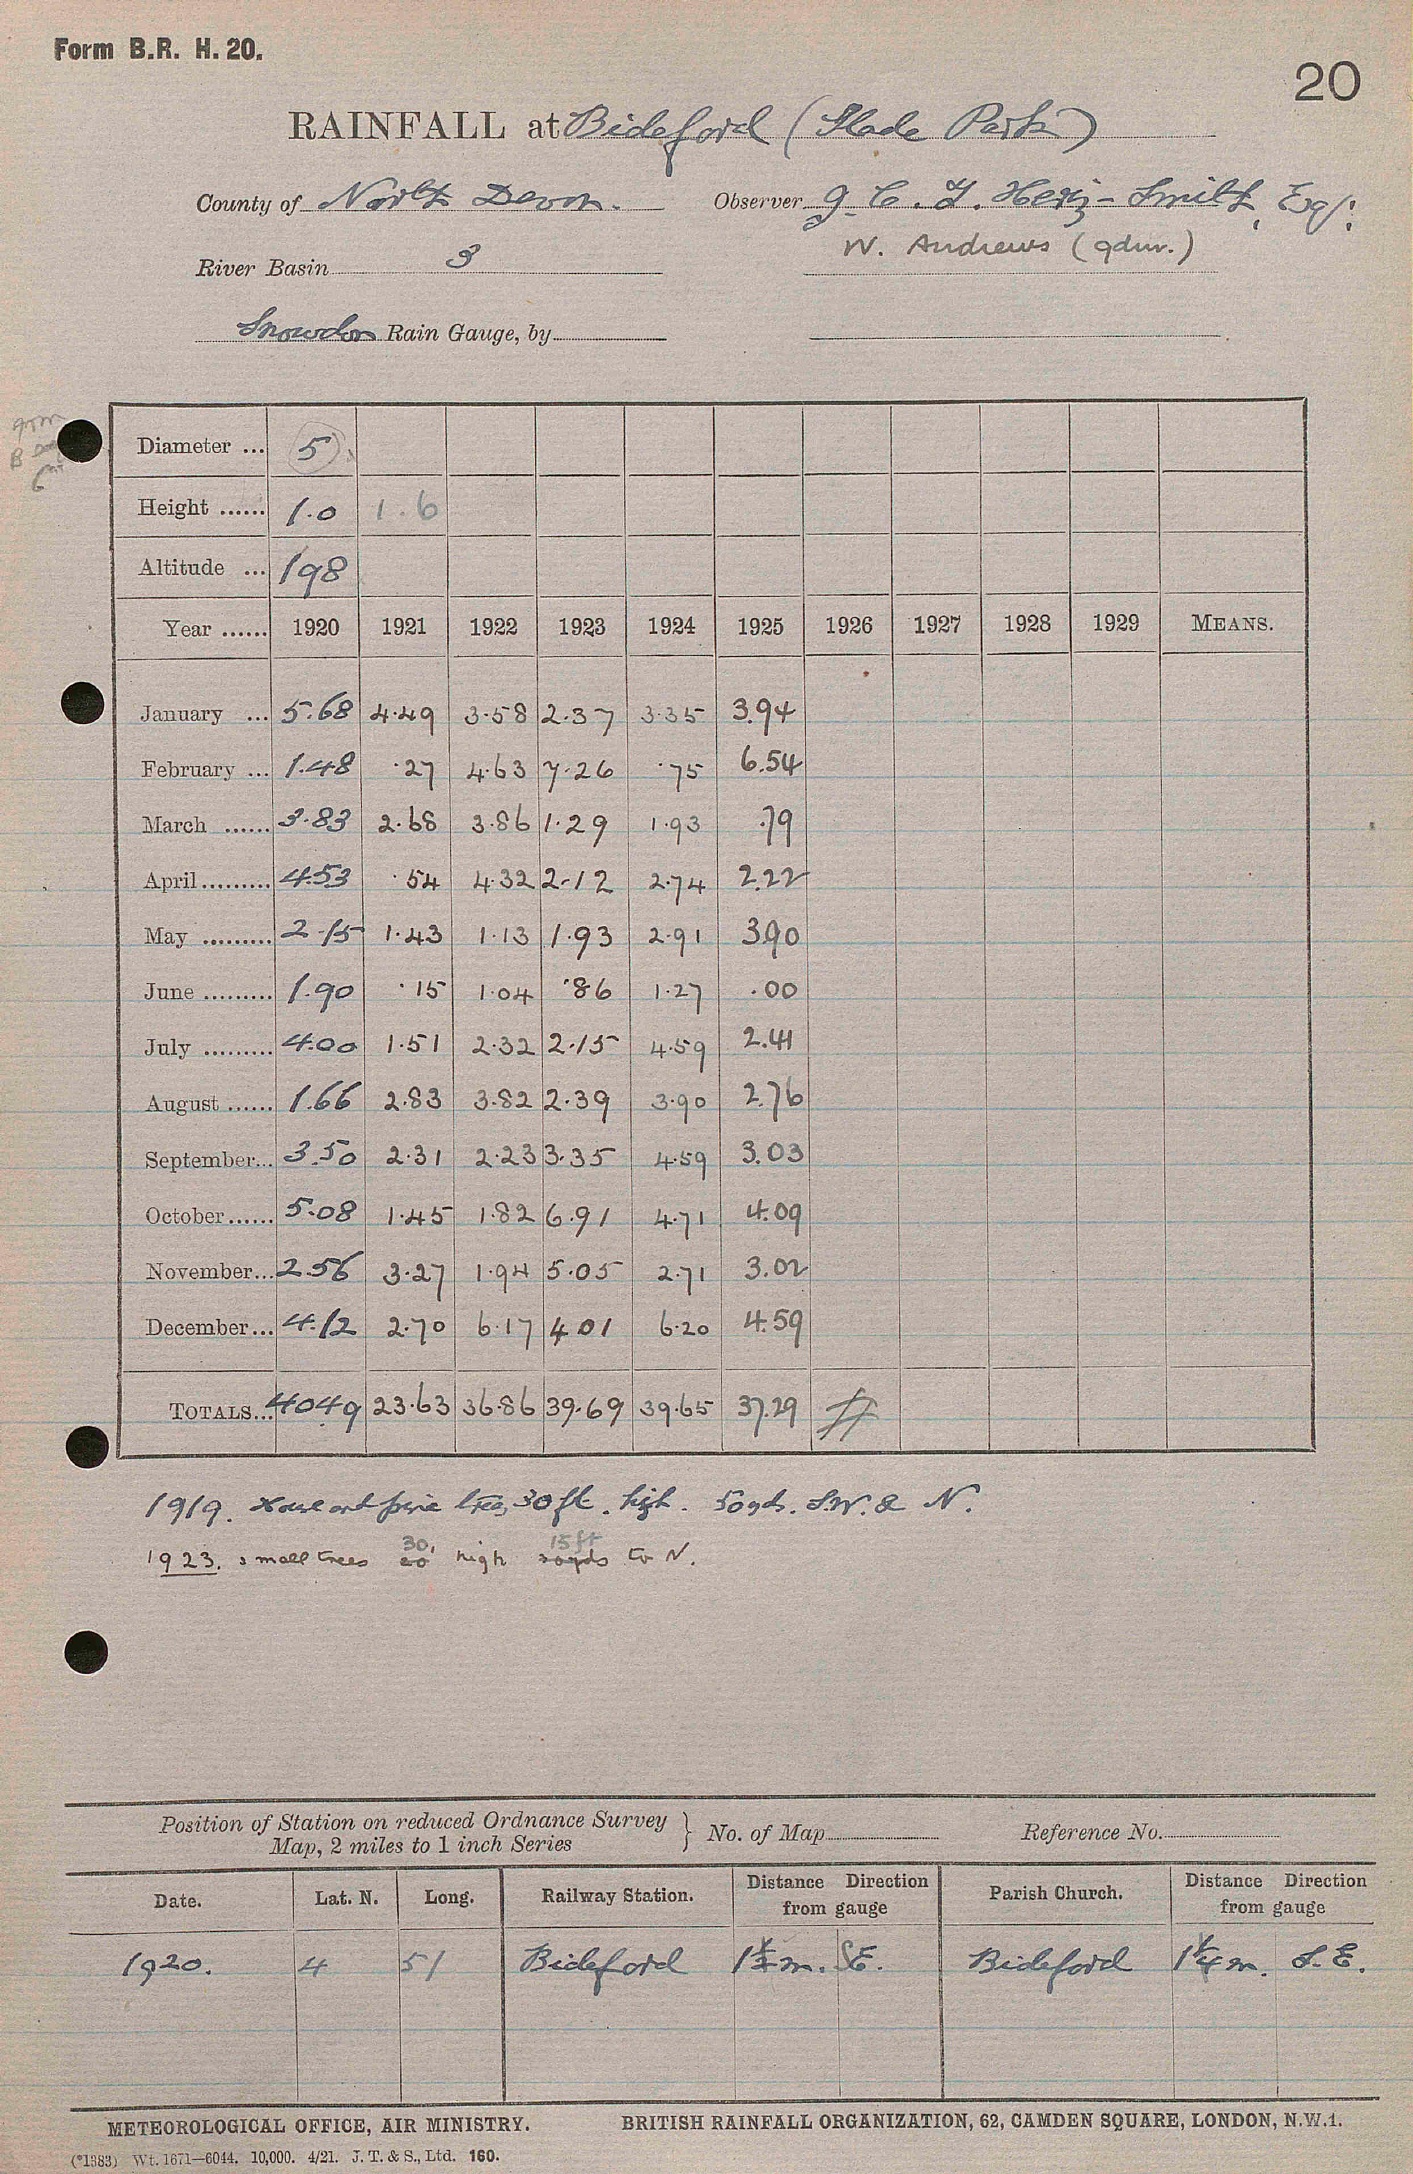 Form B.R. H. 20.
20
RAINFALL at Bideford (Slade Park)
County of North Devon. Observer J. C. T. Hertz-Smith, Esq.
River Basin 3 W. Andrews (gdnr.)
Snowdon Rain Gauge, by
Diameter ... 5
Height ...... 1.0 1.6
Altitude ... 198
Year ...... 1920 1921 1922 1923 1924 1925 1926 1927 1928 1929 MEANS.
January ... 5.68 4.49 3.58 2.37 3.35 3.94
February ... 1.48 .27 4.63 7.26 .75 6.54
March ...... 3.83 2.68 3.86 1.29 1.93 .79
April ......... 4.53 .54 4.32 2.12 2.74 2.22
May ......... 2.15 1.43 1.13 1.93 2.91 3.90
June ......... 1.90 .15 1.04 .86 1.27 .00
July ......... 4.00 1.51 2.32 2.15 4.59 2.41
August ...... 1.66 2.83 3.82 2.39 3.90 2.76
September... 3.50 2.31 2.23 3.35 4.59 3.03
October ...... 5.08 1.45 1.82 6.91 4.71 4.09
November... 2.56 3.27 1.94 5.05 2.71 3.02
December... 4.12 2.70 6.17 4.01 6.20 4.59
TOTALS... 40.49 23.63 36.86 39.69 39.65 37.29
1919. House and pine trees 30 ft. high. 50 yds. S.W. & N.
1923. small trees 30' high 15 ft to N.
Position of Station on reduced Ordnance Survey
Map, 2 miles to 1 inch Series } No. of Map Reference No.
Date. Lat. N. Long. Railway Station. Distance Direction from gauge Parish Church. Distance Direction from gauge
1920. 4 51 Bideford 1½ m. SE. Bideford 1¼ m. S.E.
METEOROLOGICAL OFFICE, AIR MINISTRY. BRITISH RAINFALL ORGANIZATION, 62, CAMDEN SQUARE, LONDON, N.W.1.
(*1383) Wt. 1671—6044. 10,000. 4/21. J. T. & S., Ltd. 160.